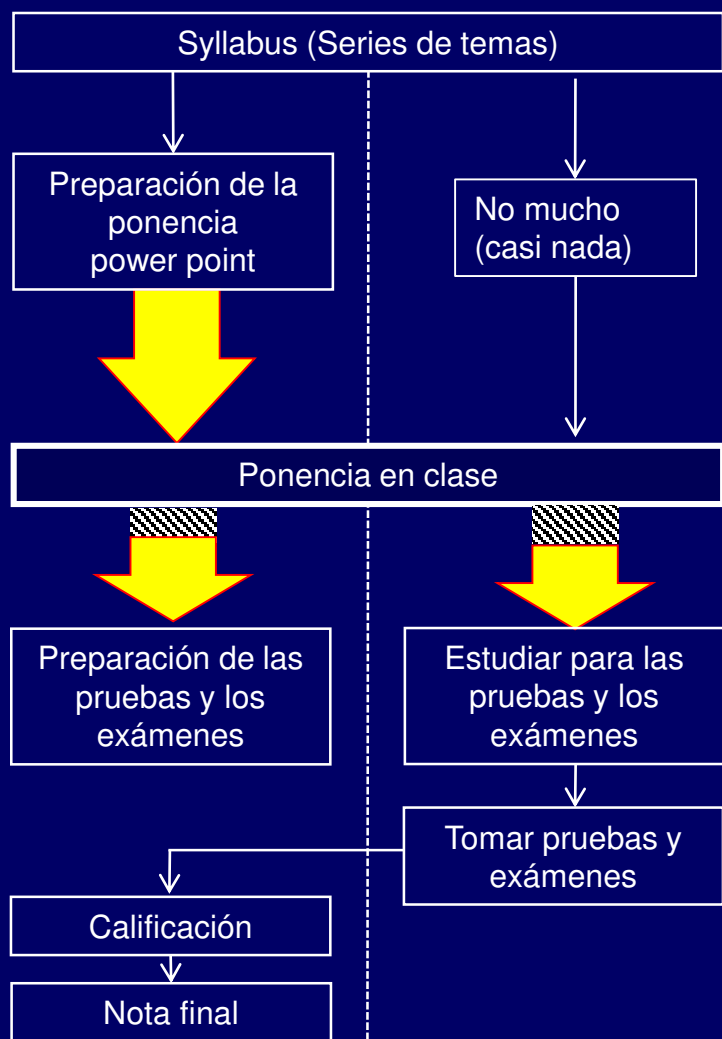 Syllabus (Series de temas)
Preparación de la
ponencia
power point
No mucho
(casi nada)
Ponencia en clase
Preparación de las
pruebas y los
exámenes
Estudiar para las
pruebas y los
exámenes
Tomar pruebas y
exámenes
Calificación
Nota final